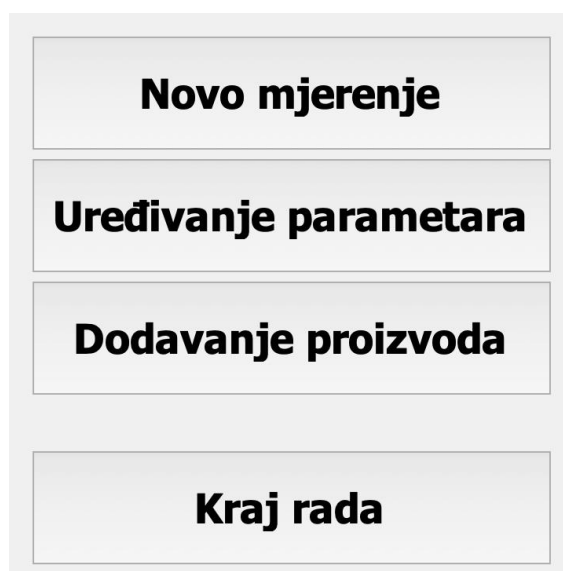 Novo mjerenje
Uređivanje parametara
Dodavanje proizvoda
Kraj rada